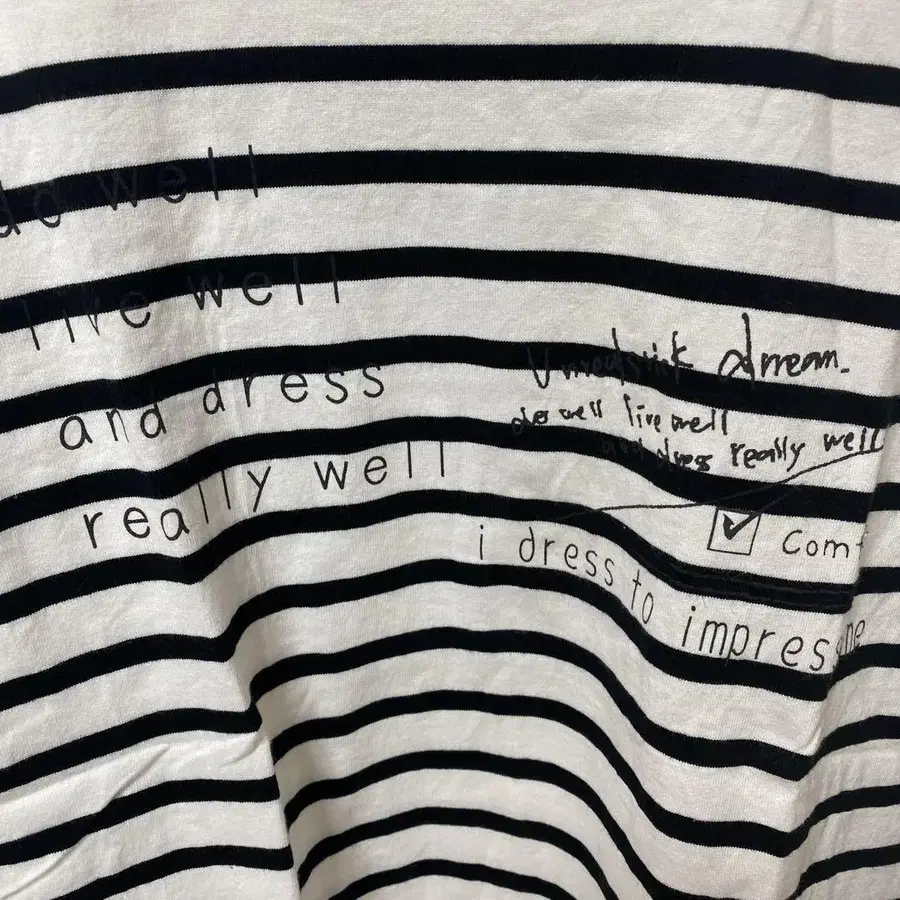 do well
live well
and dress
really well
dream.
do well live well
and dress really well
Com
i dress to impress me